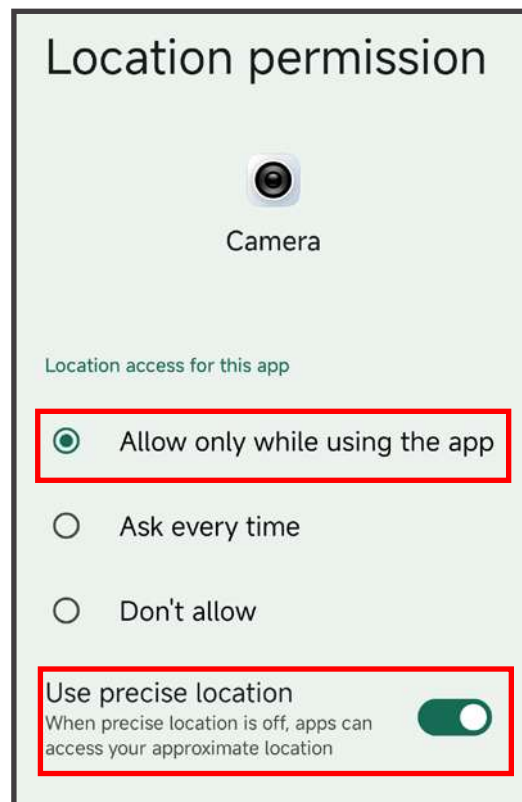 Location permission
Camera
Location access for this app
Allow only while using the app
Ask every time
Don't allow
Use precise location
When precise location is off, apps can
access your approximate location